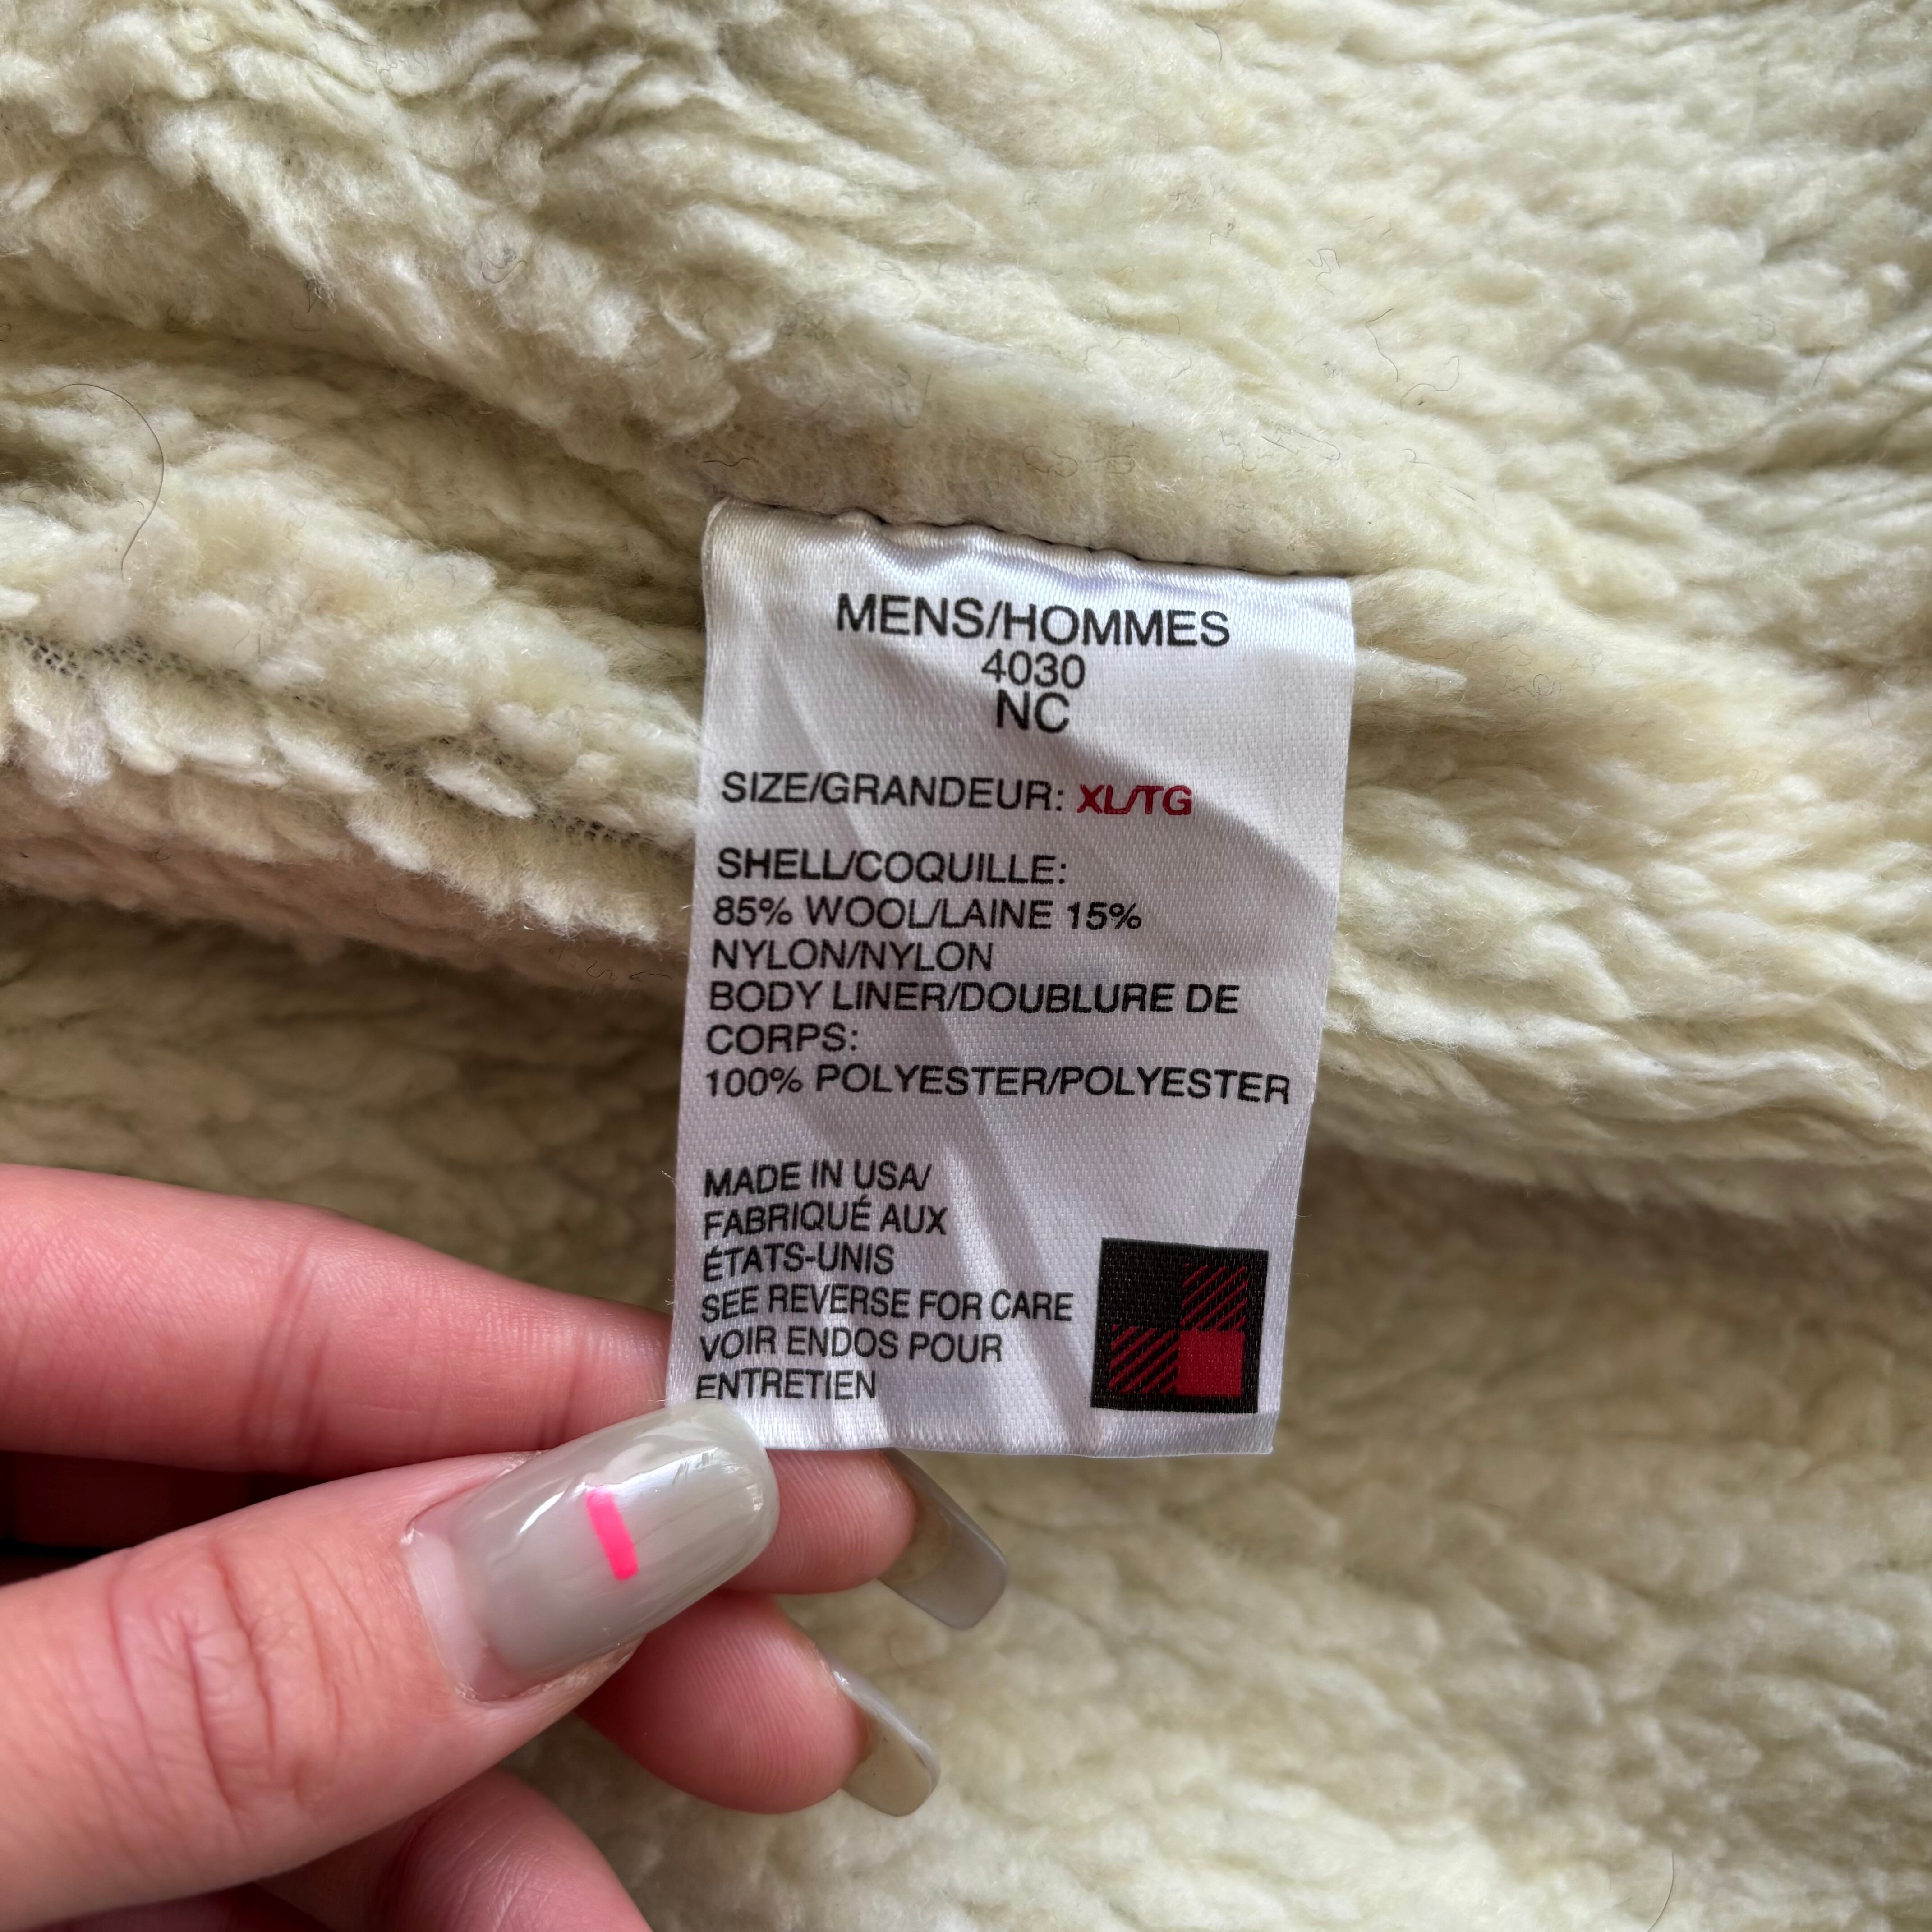 MENS/HOMMES
4030
NC
SIZE/GRANDEUR: XL/TG
SHELL/COQUILLE:
85% WOOL/LAINE 15%
NYLON/NYLON
BODY LINER/DOUBLURE DE
CORPS:
100% POLYESTER/POLYESTER
MADE IN USA/
FABRIQUÉ AUX
ÉTATS-UNIS
SEE REVERSE FOR CARE
VOIR ENDOS POUR
ENTRETIEN